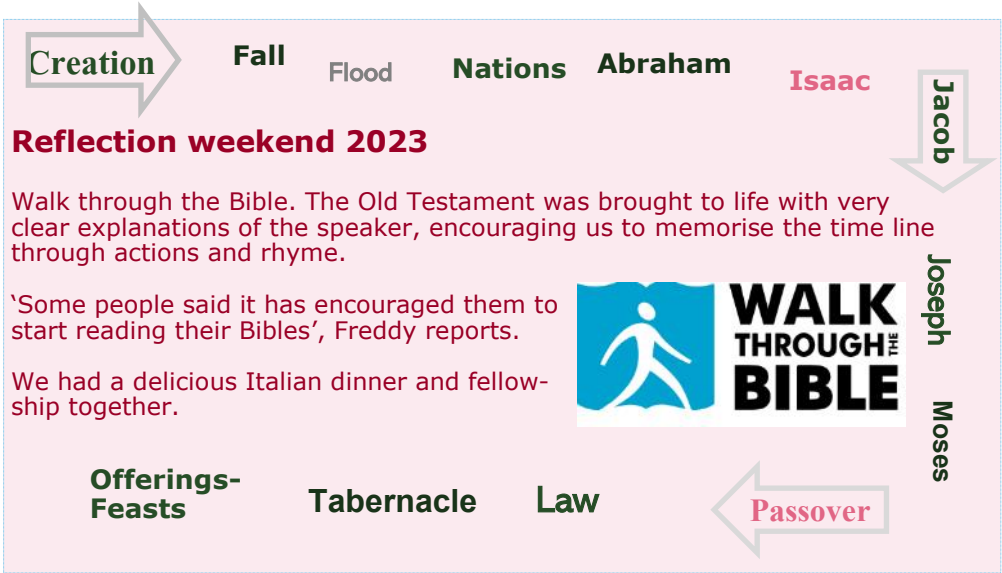 Creation
Fall
Flood
Nations
Abraham
Isaac
Jacob
Reflection weekend 2023
Walk through the Bible. The Old Testament was brought to life with very
clear explanations of the speaker, encouraging us to memorise the time line
through actions and rhyme.
Joseph
‘Some people said it has encouraged them to
start reading their Bibles’, Freddy reports.
We had a delicious Italian dinner and fellow-
ship together.
WALK
THROUGH THE
BIBLE
Moses
Passover
Law
Tabernacle
Offerings-
Feasts